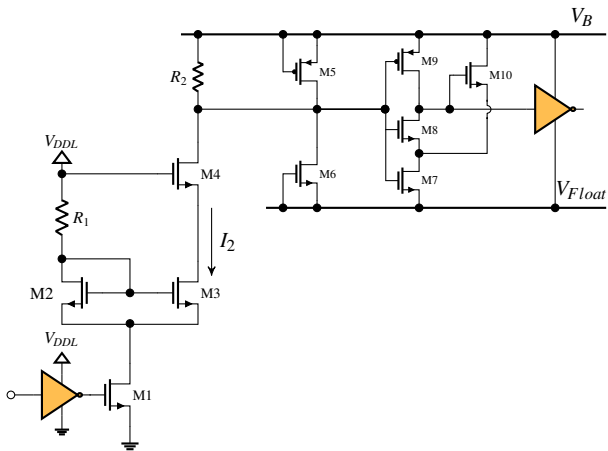 V_B
R_2
M5
M9
M10
M8
V_DDL
M4
M6
M7
V_Float
R_1
I_2
M2
M3
V_DDL
M1